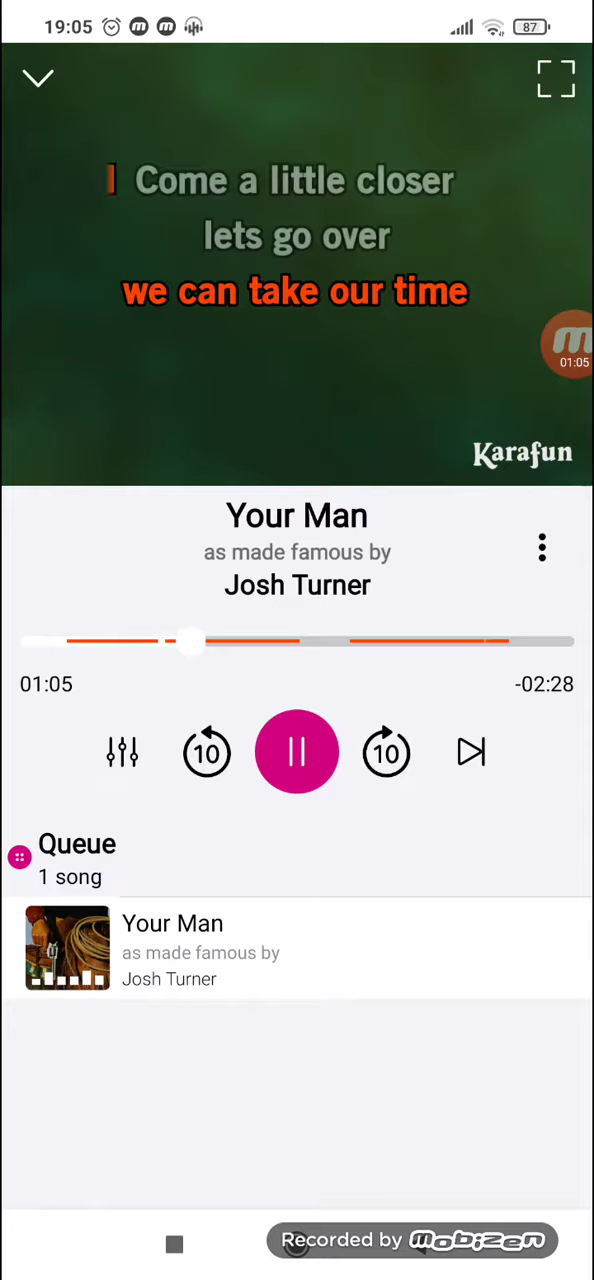 19:05
87
Come a little closer
lets go over
we can take our time
01:05
Karafun
Your Man
as made famous by
Josh Turner
01:05
-02:28
10
10
Queue
1 song
Your Man
as made famous by
Josh Turner
Recorded by mobizen